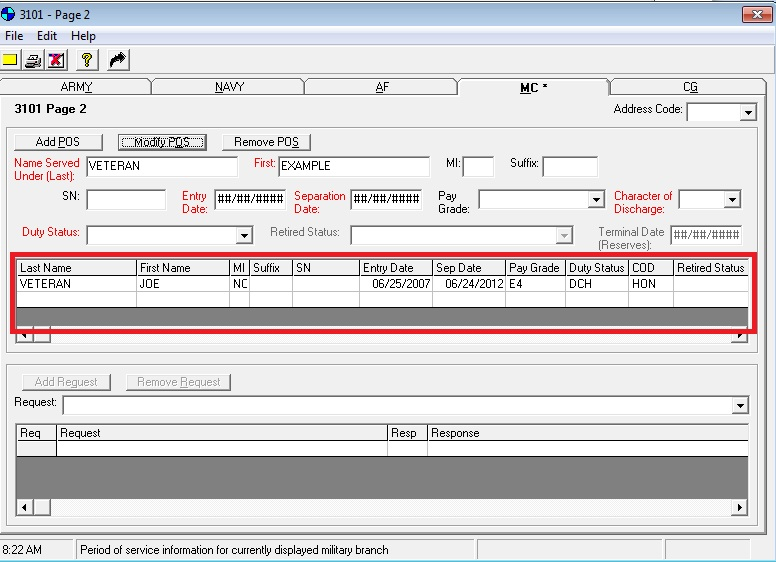 3101 - Page 2
File Edit Help
ARMY NAVY AF MC * CG
3101 Page 2
Address Code:
Add POS Modify POS Remove POS
Name Served Under (Last): VETERAN First: EXAMPLE MI: Suffix:
SN: Entry Date: ##/##/#### Separation Date: ##/##/#### Pay Grade: Character of Discharge:
Duty Status: Retired Status: Terminal Date (Reserves): ##/##/####
Last Name First Name MI Suffix SN Entry Date Sep Date Pay Grade Duty Status COD Retired Status
VETERAN JOE NC 06/25/2007 06/24/2012 E4 DCH HON
Add Request Remove Request
Request:
Req Request Resp Response
8:22 AM Period of service information for currently displayed military branch